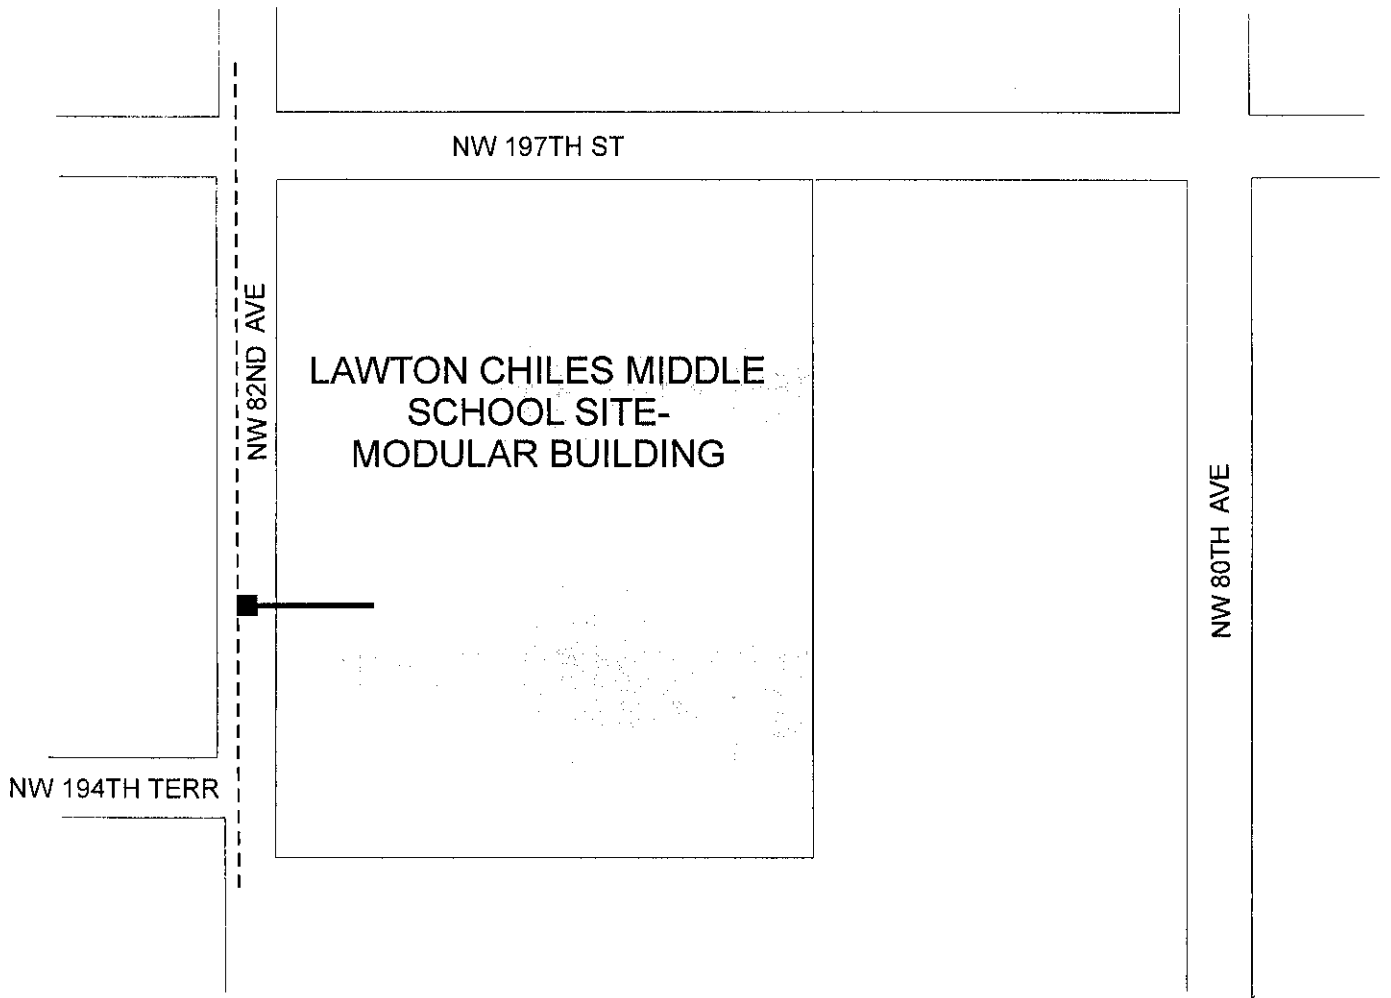 NW 197TH ST
NW 82ND AVE
LAWTON CHILES MIDDLE
SCHOOL SITE-
MODULAR BUILDING
NW 80TH AVE
NW 194TH TERR